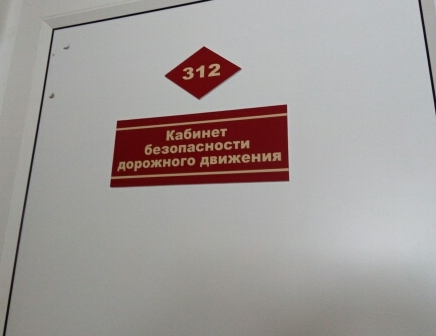 312
Кабинет
безопасности
дорожного движения